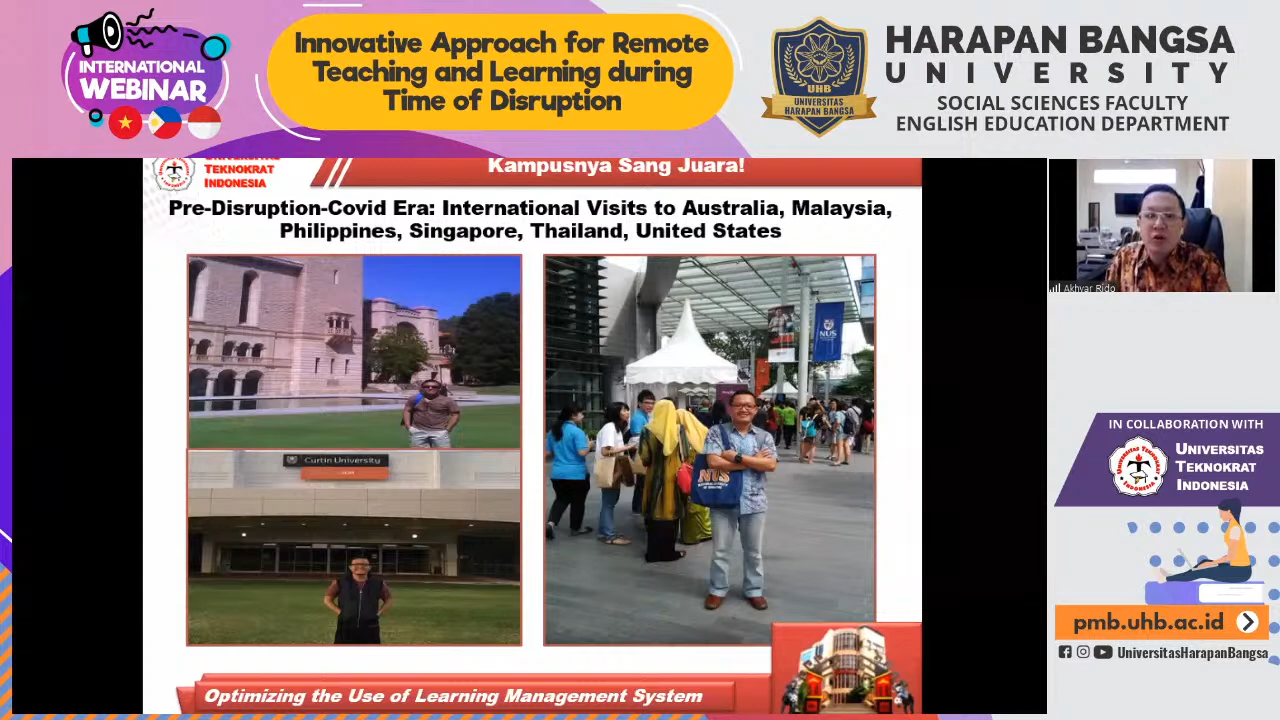 INTERNATIONAL
WEBINAR
Innovative Approach for Remote
Teaching and Learning during
Time of Disruption
UHB
UNIVERSITAS
HARAPAN BANGSA
HARAPAN BANGSA
UNIVERSITY
SOCIAL SCIENCES FACULTY
ENGLISH EDUCATION DEPARTMENT
UNIVERSITAS
TEKNOKRAT
INDONESIA
Kampusnya Sang Juara!
Pre-Disruption-Covid Era: International Visits to Australia, Malaysia,
Philippines, Singapore, Thailand, United States
Curtin University
NUS
NUS
Akhyar Rido
IN COLLABORATION WITH
UNIVERSITAS
TEKNOKRAT
INDONESIA
pmb.uhb.ac.id
UniversitasHarapanBangsa
Optimizing the Use of Learning Management System